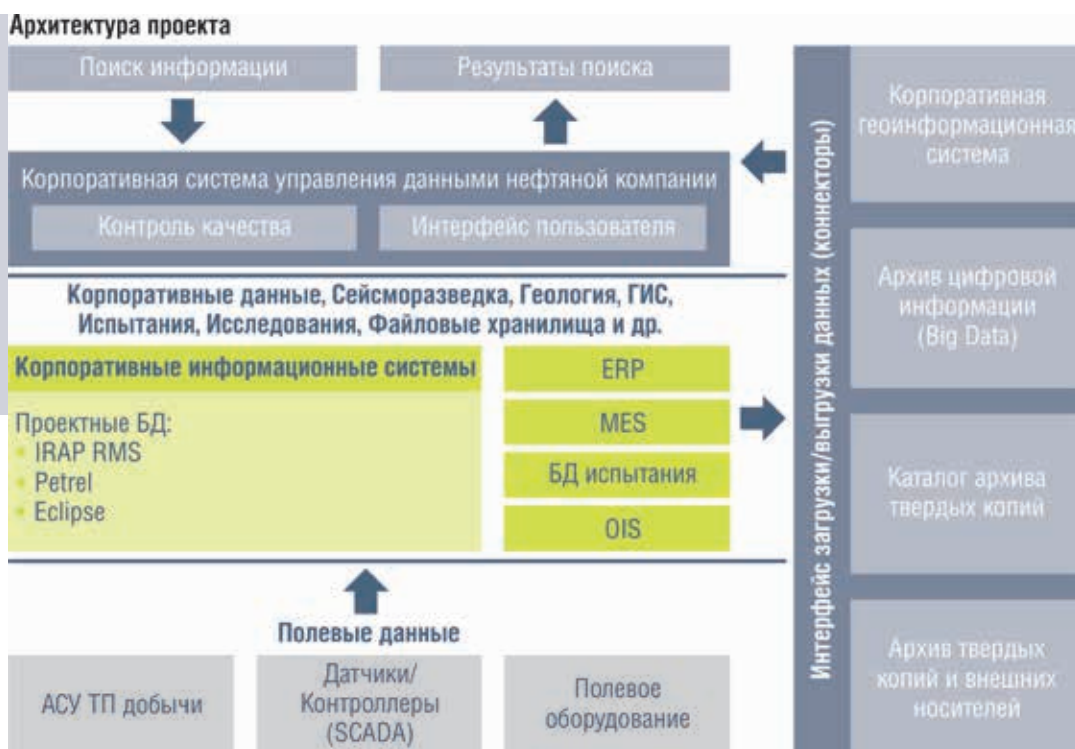 Архитектура проекта
Поиск информации
Результаты поиска
Корпоративная система управления данными нефтяной компании
Контроль качества
Интерфейс пользователя
Корпоративные данные, Сейсморазведка, Геология, ГИС,
Испытания, Исследования, Файловые хранилища и др.
Корпоративные информационные системы
Проектные БД:
• IRAP RMS
• Petrel
• Eclipse
ERP
MES
БД испытания
OIS
Полевые данные
АСУ ТП добычи
Датчики/
Контроллеры
(SCADA)
Полевое
оборудование
Интерфейс загрузки/выгрузки данных (коннекторы)
Корпоративная
геоинформационная
система
Архив цифровой
информации
(Big Data)
Каталог архива
твердых копий
Архив твердых
копий и внешних
носителей